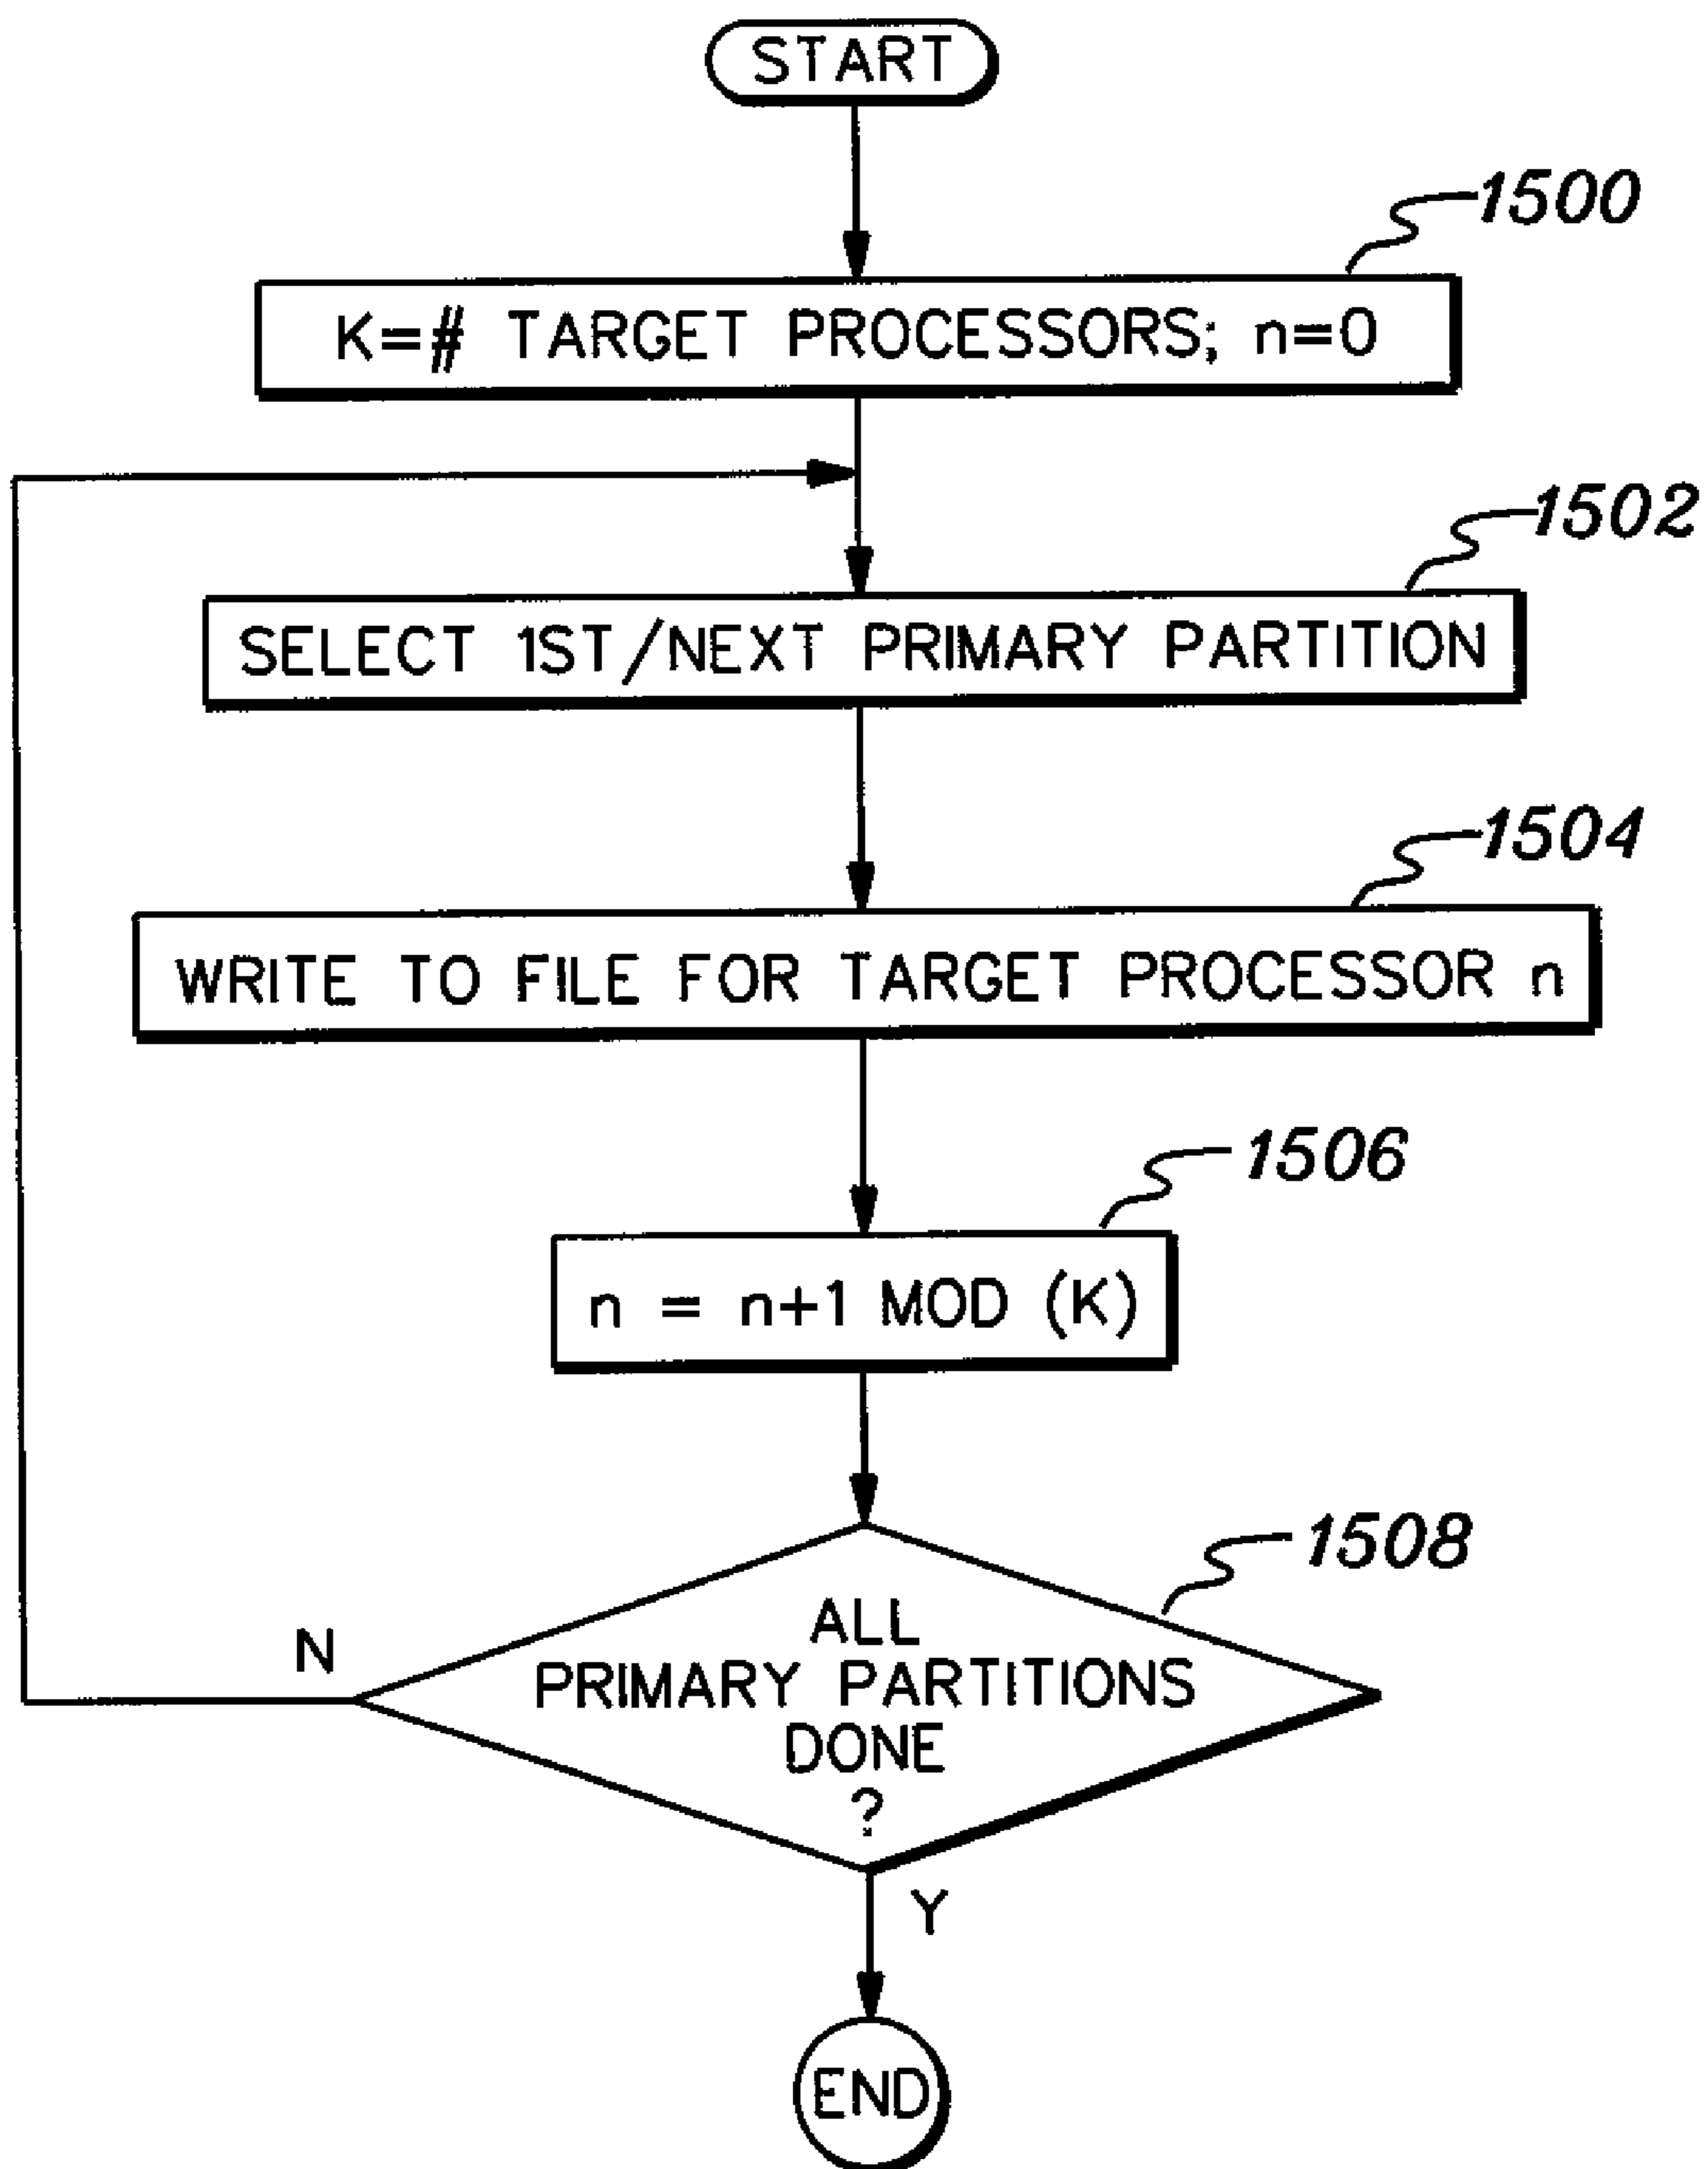 START
1500
K=# TARGET PROCESSORS; n=0
1502
SELECT 1ST/NEXT PRIMARY PARTITION
1504
WRITE TO FILE FOR TARGET PROCESSOR n
1506
n = n+1 MOD (K)
1508
ALL
N
PRIMARY PARTITIONS
DONE
?
Y
END